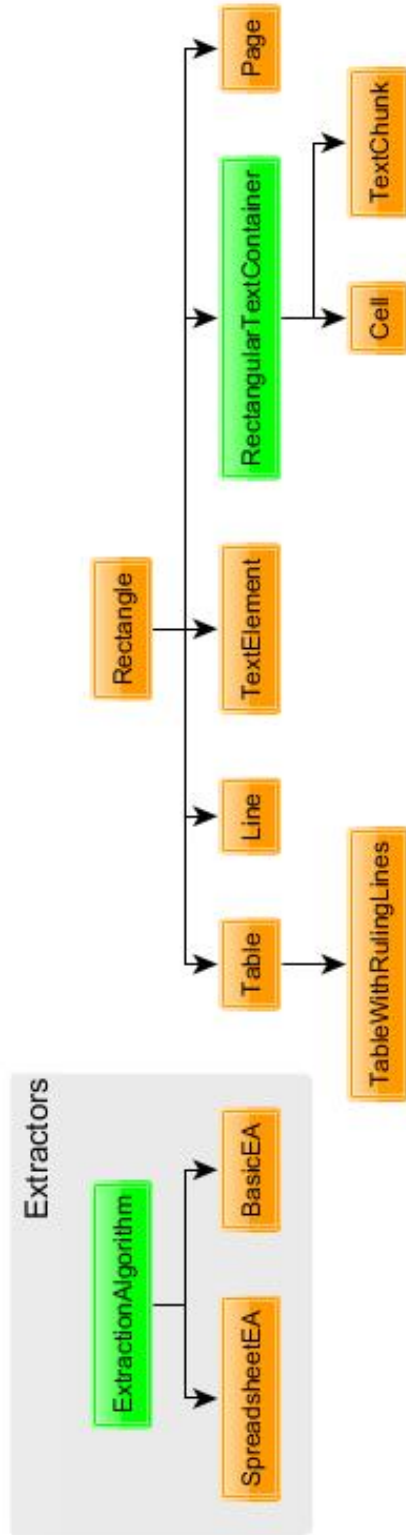 Extractors
ExtractionAlgorithm
SpreadsheetEA
BasicEA
Rectangle
Table
Line
TextElement
RectangularTextContainer
Page
TableWithRulingLines
Cell
TextChunk